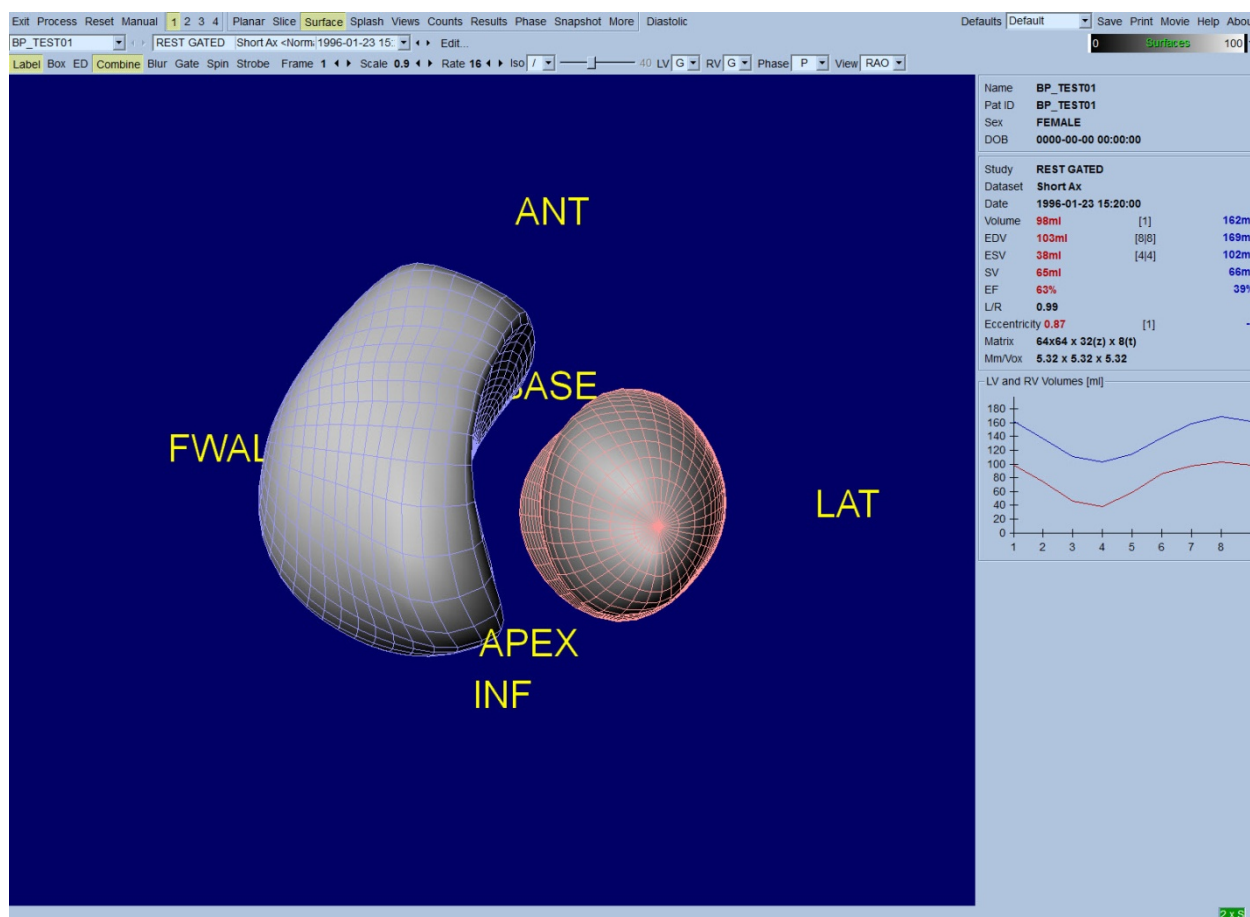 Exit Process Reset Manual 1 2 3 4 Planar Slice Surface Splash Views Counts Results Phase Snapshot More Diastolic Defaults Default Save Print Movie Help Abou
BP_TEST01 REST GATED Short Ax <Norm 1996-01-23 15: Edit... 0 Surfaces 100
Label Box ED Combine Blur Gate Spin Strobe Frame 1 Scale 0.9 Rate 16 Iso / 40 LV G RV G Phase P View RAO
Name BP_TEST01
Pat ID BP_TEST01
Sex FEMALE
DOB 0000-00-00 00:00:00
Study REST GATED
Dataset Short Ax
Date 1996-01-23 15:20:00
Volume 98ml [1] 162m
EDV 103ml [8|8] 169m
ESV 38ml [4|4] 102m
SV 65ml 66m
EF 63% 39%
L/R 0.99
Eccentricity 0.87 [1] -
Matrix 64x64 x 32(z) x 8(t)
Mm/Vox 5.32 x 5.32 x 5.32
LV and RV Volumes [ml]
180
160
140
120
100
80
60
40
20
0
1 2 3 4 5 6 7 8
ANT
BASE
FWAL
LAT
APEX
INF
2 x S